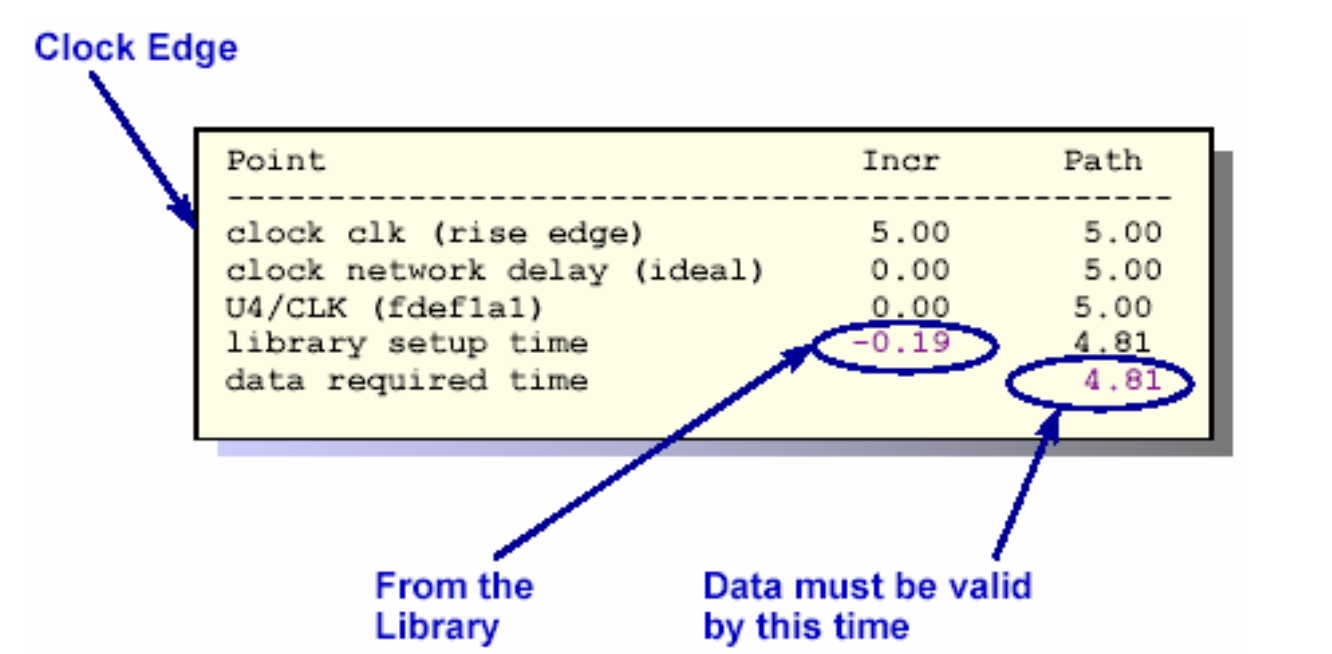 Clock Edge
Point Incr Path
------------------------------------------------
clock clk (rise edge) 5.00 5.00
clock network delay (ideal) 0.00 5.00
U4/CLK (fdef1a1) 0.00 5.00
library setup time -0.19 4.81
data required time 4.81
From the
Library
Data must be valid
by this time